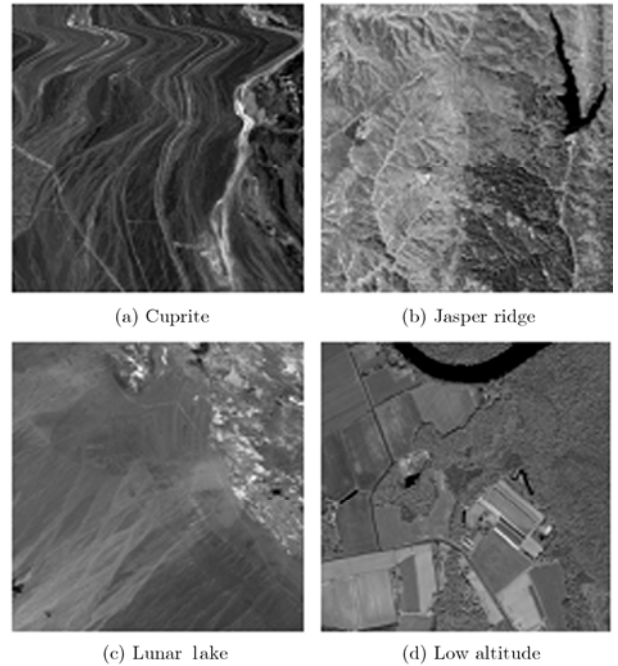 (a) Cuprite
(b) Jasper ridge
(c) Lunar lake
(d) Low altitude